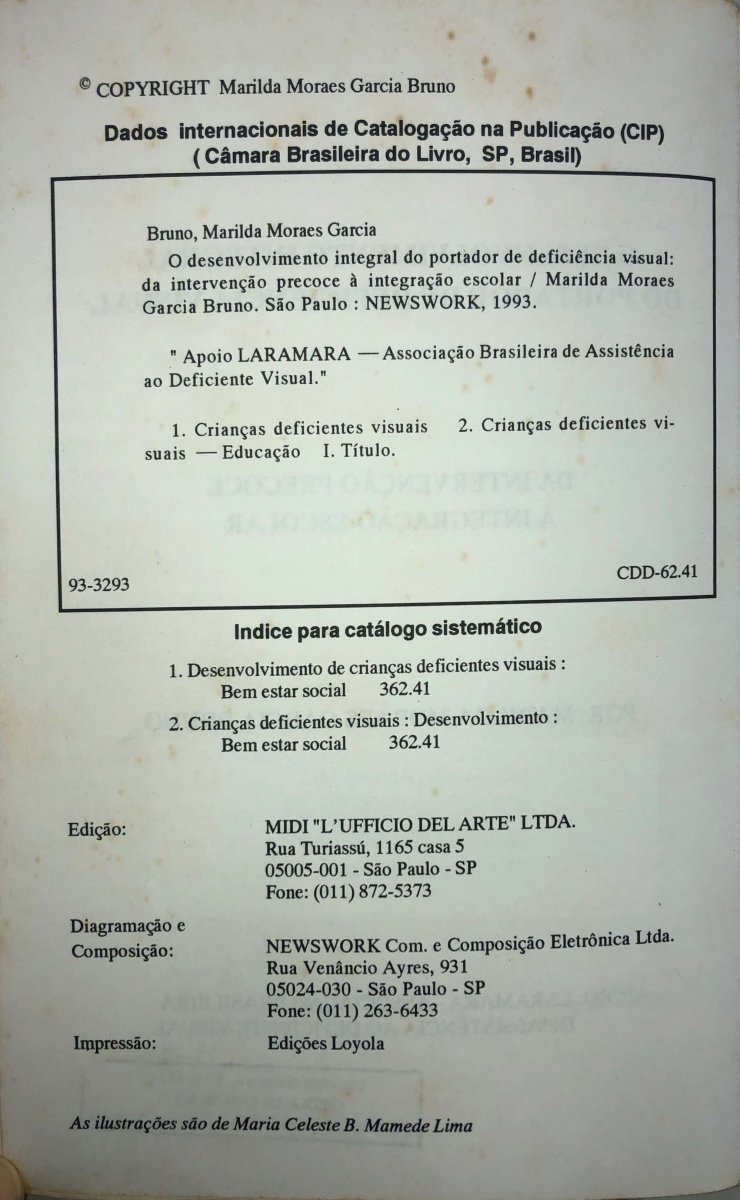 © COPYRIGHT Marilda Moraes Garcia Bruno
Dados internacionais de Catalogação na Publicação (CIP)
( Câmara Brasileira do Livro, SP, Brasil)
Bruno, Marilda Moraes Garcia
O desenvolvimento integral do portador de deficiência visual:
da intervenção precoce à integração escolar / Marilda Moraes
Garcia Bruno. São Paulo : NEWSWORK, 1993.
" Apoio LARAMARA — Associação Brasileira de Assistência
ao Deficiente Visual."
1. Crianças deficientes visuais 2. Crianças deficientes vi-
suais — Educação I. Título.
93-3293
CDD-62.41
Indice para catálogo sistemático
1. Desenvolvimento de crianças deficientes visuais :
Bem estar social 362.41
2. Crianças deficientes visuais : Desenvolvimento :
Bem estar social 362.41
Edição: MIDI "L'UFFICIO DEL ARTE" LTDA.
Rua Turiassú, 1165 casa 5
05005-001 - São Paulo - SP
Fone: (011) 872-5373
Diagramação e
Composição: NEWSWORK Com. e Composição Eletrônica Ltda.
Rua Venâncio Ayres, 931
05024-030 - São Paulo - SP
Fone: (011) 263-6433
Impressão: Edições Loyola
As ilustrações são de Maria Celeste B. Mamede Lima